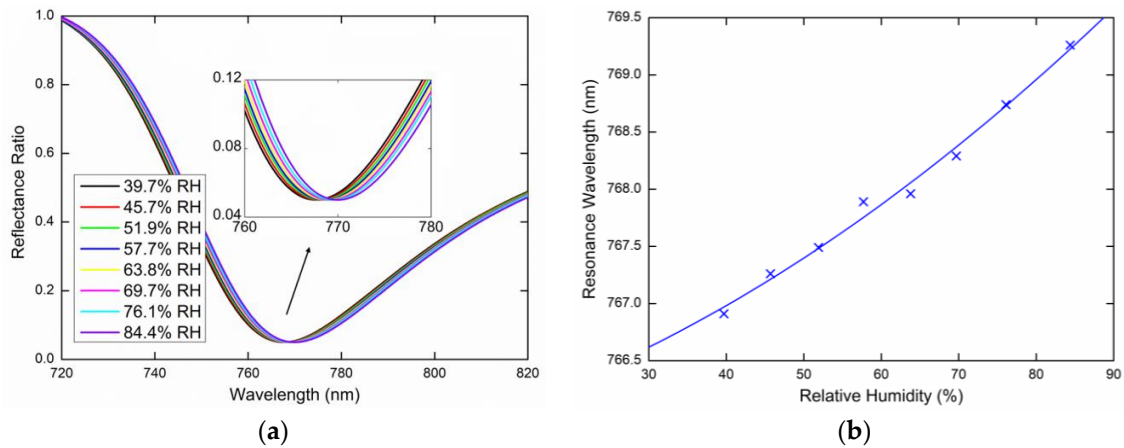 1.0
0.8
0.6
0.4
0.2
0.0
Reflectance Ratio
720
740
760
780
800
820
Wavelength (nm)
0.12
0.08
0.04
760
770
780
39.7% RH
45.7% RH
51.9% RH
57.7% RH
63.8% RH
69.7% RH
76.1% RH
84.4% RH
(a)
769.5
769.0
768.5
768.0
767.5
767.0
766.5
Resonance Wavelength (nm)
30
40
50
60
70
80
90
Relative Humidity (%)
(b)